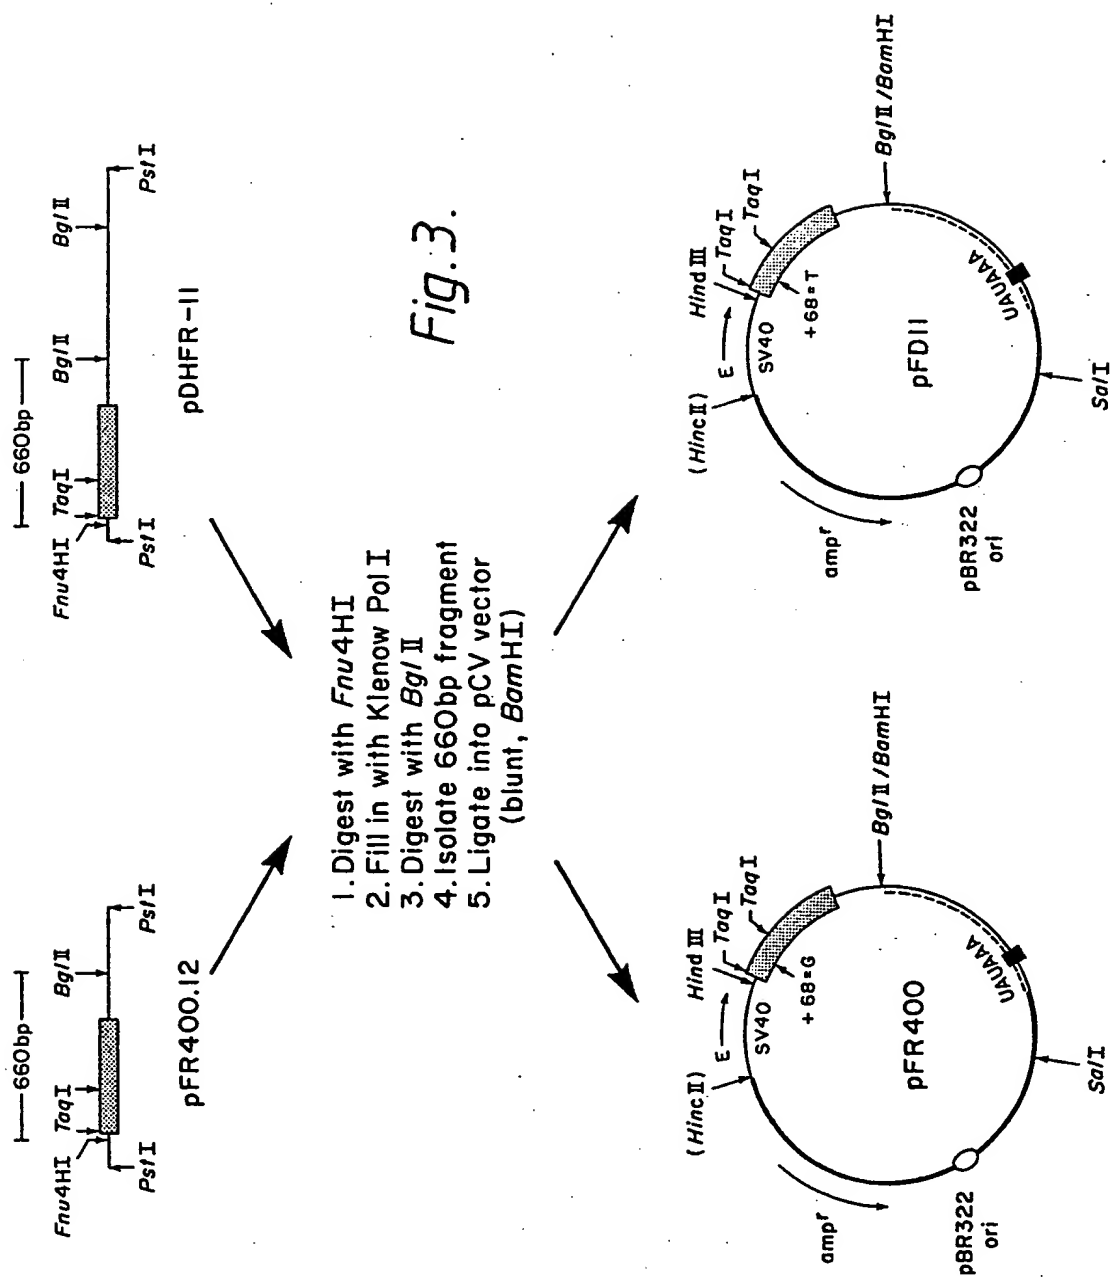 660bp
Fnu4HI
TaqI
BglII
PstI
PstI
pFR400.12
660bp
Fnu4HI
TaqI
BglII
BglII
PstI
PstI
pDHFR-11
1. Digest with Fnu4HI
2. Fill in with Klenow Pol I
3. Digest with BglII
4. Isolate 660bp fragment
5. Ligate into pCV vector
(blunt, BamHI)
Fig.3.
(HincII)
E
SV40
HindIII
TaqI
TaqI
+68=G
BglII/BamHI
pFR400
UAUAAA
SalI
pBR322
ori
ampr
(HincII)
E
SV40
HindIII
TaqI
TaqI
+68=T
BglII/BamHI
pFD11
UAUAAA
SalI
pBR322
ori
ampr